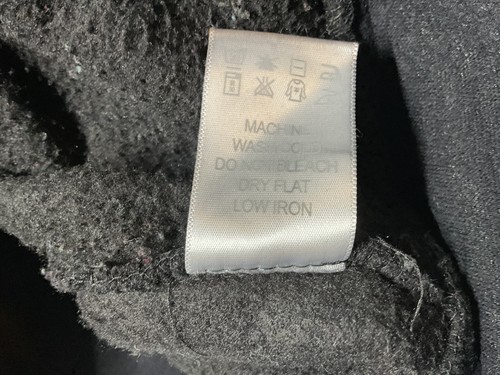 MACHINE
WASH COLD
DO NOT BLEACH
DRY FLAT
LOW IRON